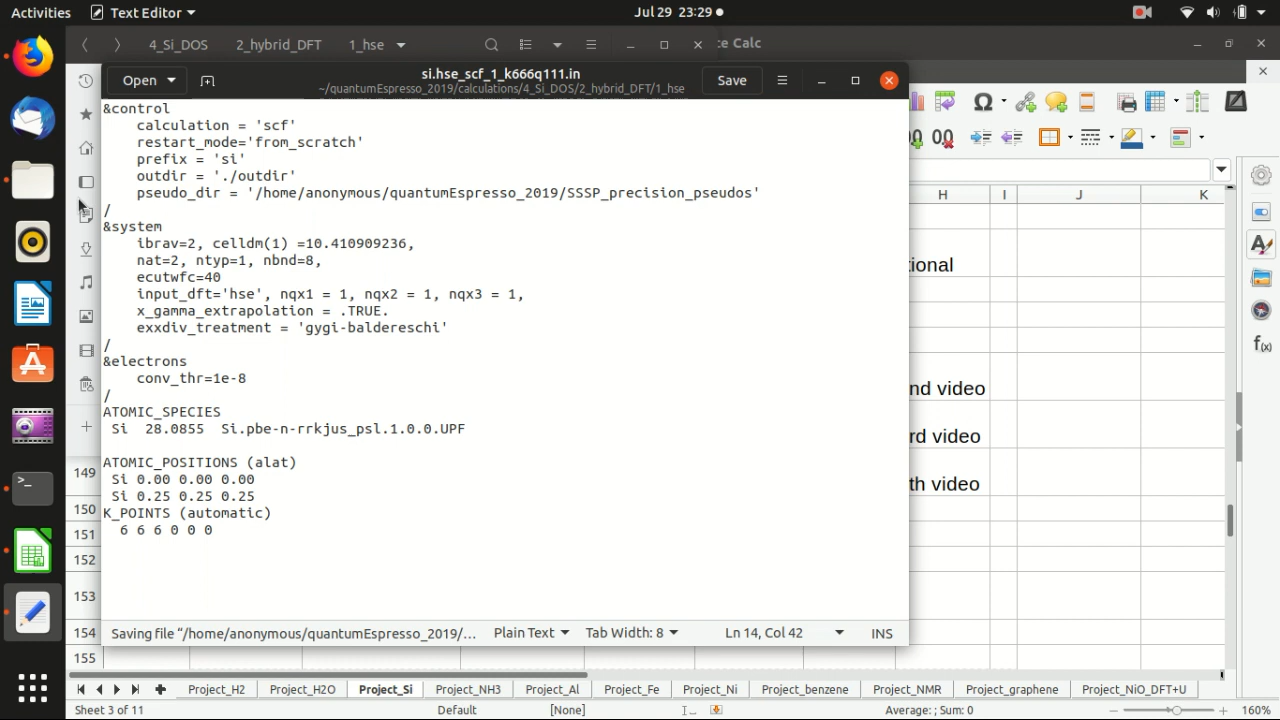 Activities Text Editor Jul 29 23:29
4_Si_DOS 2_hybrid_DFT 1_hse
ce Calc
Open
si.hse_scf_1_k666q111.in
~/quantumEspresso_2019/calculations/4_Si_DOS/2_hybrid_DFT/1_hse
Save
&control
calculation = 'scf'
restart_mode='from_scratch'
prefix = 'si'
outdir = './outdir'
pseudo_dir = '/home/anonymous/quantumEspresso_2019/SSSP_precision_pseudos'
/
&system
ibrav=2, celldm(1) =10.410909236,
nat=2, ntyp=1, nbnd=8,
ecutwfc=40
input_dft='hse', nqx1 = 1, nqx2 = 1, nqx3 = 1,
x_gamma_extrapolation = .TRUE.
exxdiv_treatment = 'gygi-baldereschi'
/
&electrons
conv_thr=1e-8
/
ATOMIC_SPECIES
Si 28.0855 Si.pbe-n-rrkjus_psl.1.0.0.UPF
ATOMIC_POSITIONS (alat)
Si 0.00 0.00 0.00
Si 0.25 0.25 0.25
K_POINTS (automatic)
6 6 6 0 0 0
Saving file “/home/anonymous/quantumEspresso_2019/... Plain Text Tab Width: 8 Ln 14, Col 42 INS
H I J K
tional
nd video
rd video
th video
149
150
151
152
153
154
155
Project_H2 Project_H2O Project_Si Project_NH3 Project_Al Project_Fe Project_Ni Project_benzene Project_NMR Project_graphene Project_NiO_DFT+U
Sheet 3 of 11 Default [None] Average: ; Sum: 0 160%